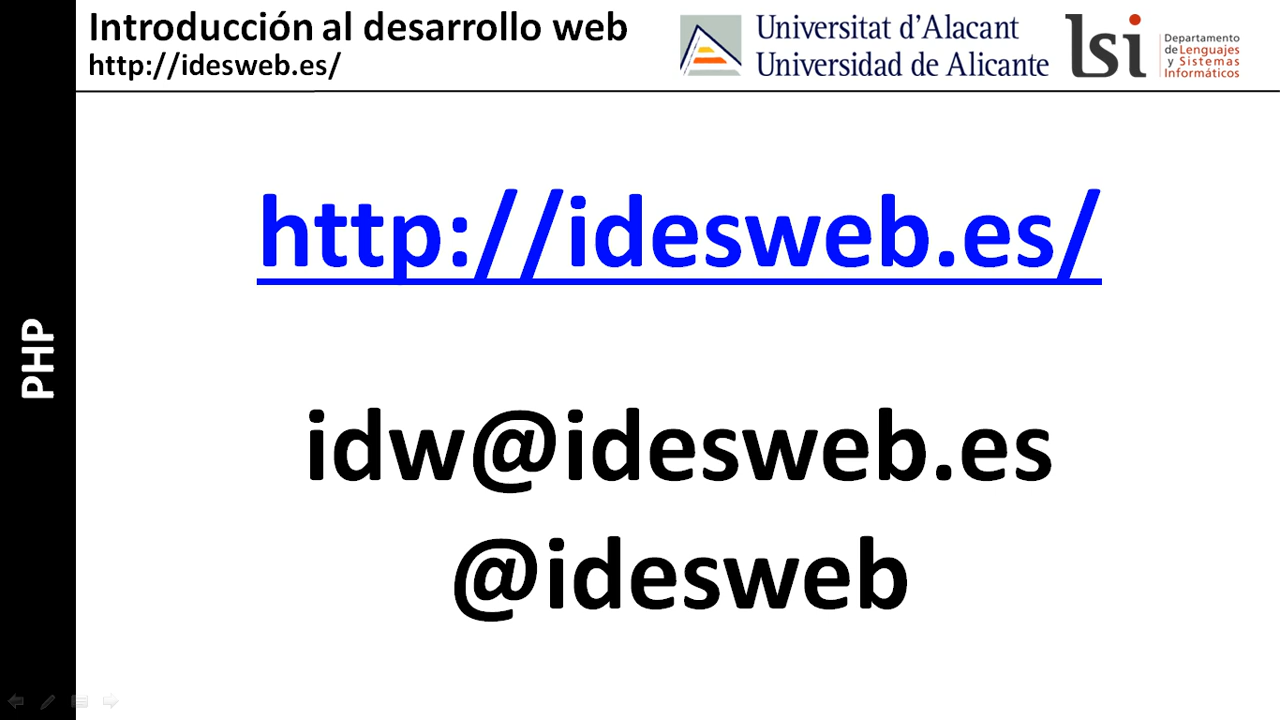 Introducción al desarrollo web
http://idesweb.es/
Universitat d'Alacant
Universidad de Alicante
lsi
Departamento
de Lenguajes
y Sistemas
Informáticos
PHP
http://idesweb.es/
idw@idesweb.es
@idesweb